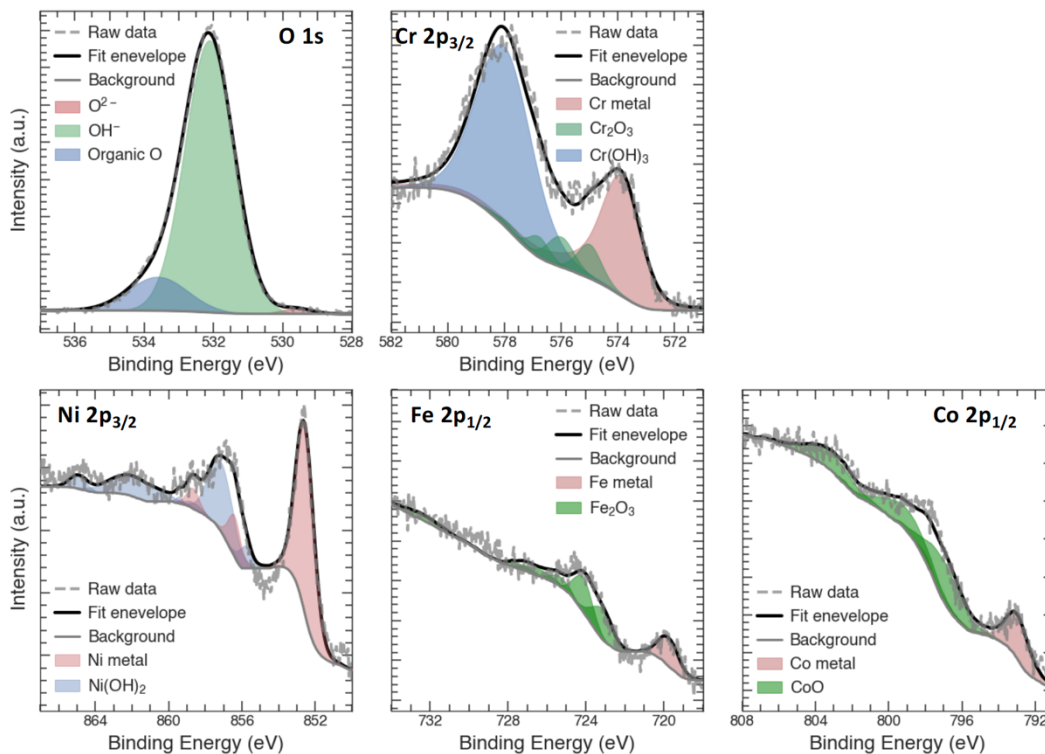 O 1s
Raw data
Fit enevelope
Background
O²⁻
OH⁻
Organic O
Intensity (a.u.)
536 534 532 530 528
Binding Energy (eV)
Cr 2p₃/₂
Raw data
Fit enevelope
Background
Cr metal
Cr₂O₃
Cr(OH)₃
582 580 578 576 574 572
Binding Energy (eV)
Ni 2p₃/₂
Raw data
Fit enevelope
Background
Ni metal
Ni(OH)₂
Intensity (a.u.)
864 860 856 852
Binding Energy (eV)
Fe 2p₁/₂
Raw data
Fit enevelope
Background
Fe metal
Fe₂O₃
732 728 724 720
Binding Energy (eV)
Co 2p₁/₂
Raw data
Fit enevelope
Background
Co metal
CoO
808 804 800 796 792
Binding Energy (eV)